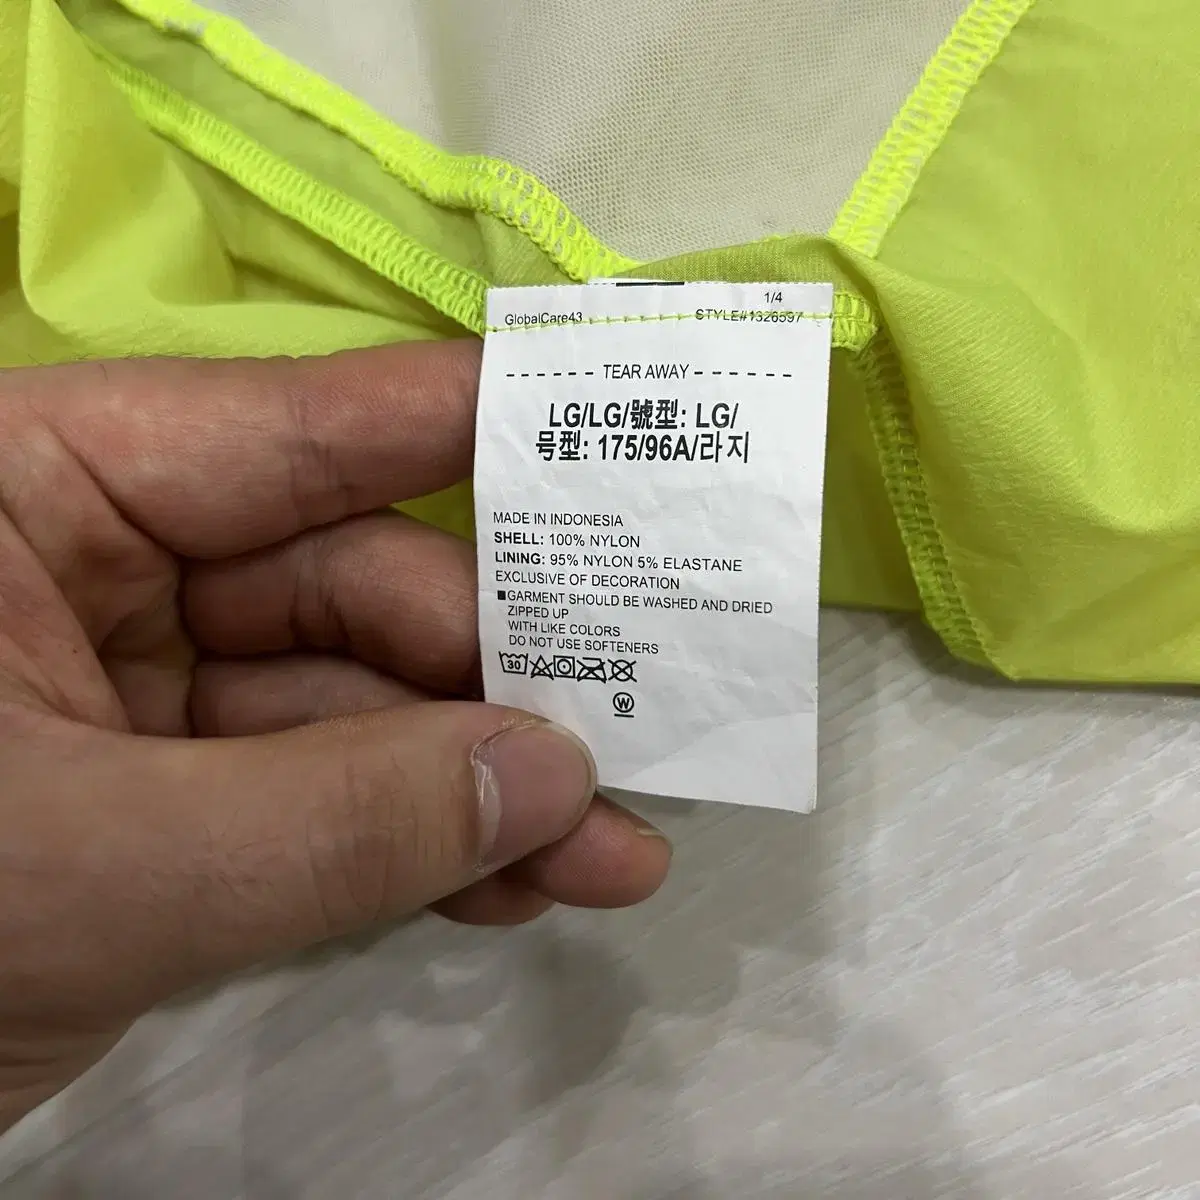 1/4
GlobalCare43 STYLE#1326597
------ TEAR AWAY ------
LG/LG/號型: LG/
号型: 175/96A/라지
MADE IN INDONESIA
SHELL: 100% NYLON
LINING: 95% NYLON 5% ELASTANE
EXCLUSIVE OF DECORATION
■GARMENT SHOULD BE WASHED AND DRIED
ZIPPED UP
WITH LIKE COLORS
DO NOT USE SOFTENERS
30
W